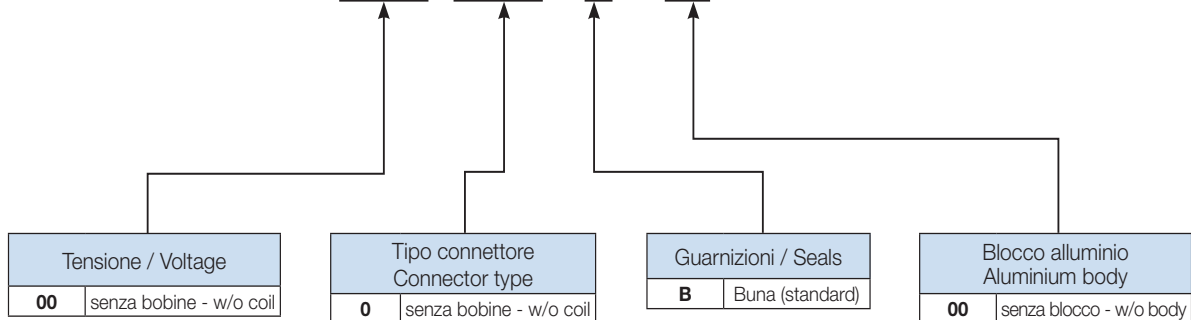 Tensione / Voltage
00 senza bobine - w/o coil
Tipo connettore
Connector type
0 senza bobine - w/o coil
Guarnizioni / Seals
B Buna (standard)
Blocco alluminio
Aluminium body
00 senza blocco - w/o body